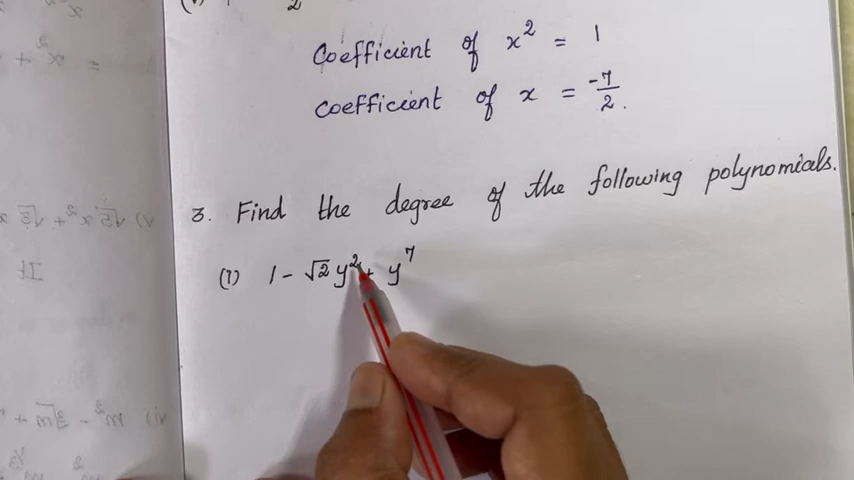 2
Coefficient of x² = 1
Coefficient of x = -7/2.
3. Find the degree of the following polynomials.
(i) 1 - √2 y² + y⁷